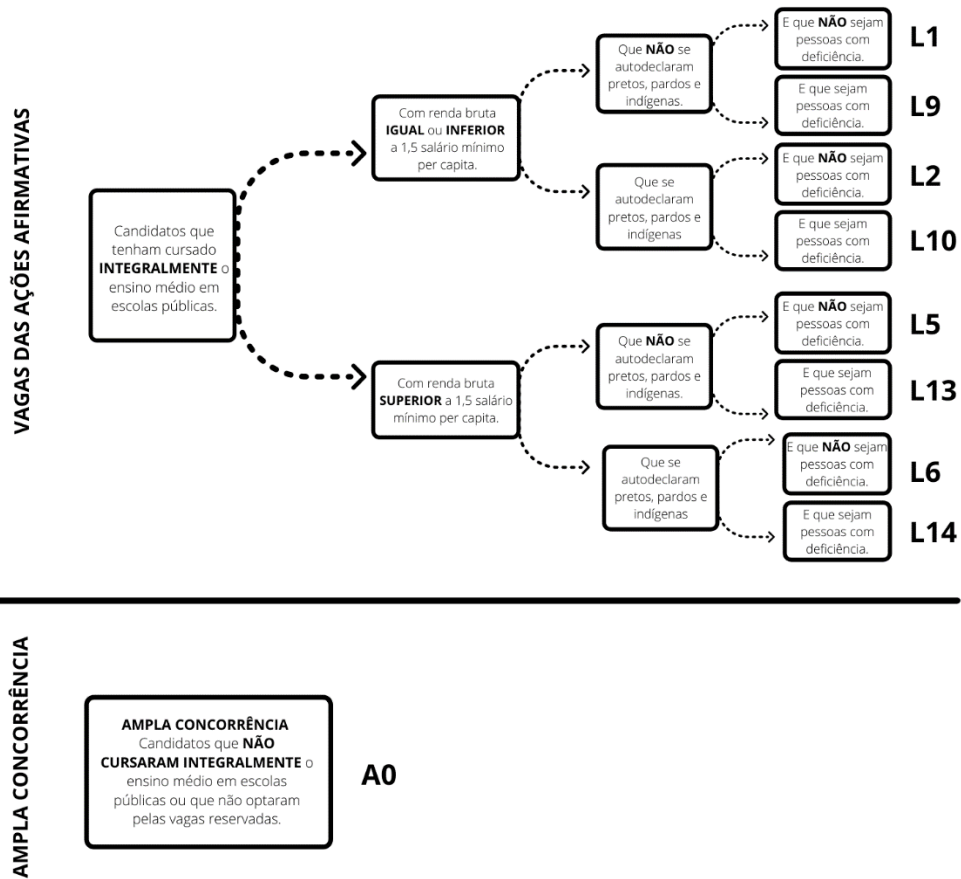 VAGAS DAS AÇÕES AFIRMATIVAS
Candidatos que
tenham cursado
INTEGRALMENTE o
ensino médio em
escolas públicas.
Com renda bruta
IGUAL ou INFERIOR
a 1,5 salário mínimo
per capita.
Que NÃO se
autodeclaram
pretos, pardos e
indígenas.
E que NÃO sejam
pessoas com
deficiência.
L1
E que sejam
pessoas com
deficiência.
L9
Que se
autodeclaram
pretos, pardos e
indígenas
E que NÃO sejam
pessoas com
deficiência.
L2
E que sejam
pessoas com
deficiência.
L10
Com renda bruta
SUPERIOR a 1,5 salário
mínimo per capita.
Que NÃO se
autodeclaram
pretos, pardos e
indígenas.
E que NÃO sejam
pessoas com
deficiência.
L5
E que sejam
pessoas com
deficiência.
L13
Que se
autodeclaram
pretos, pardos e
indígenas
E que NÃO sejam
pessoas com
deficiência.
L6
E que sejam
pessoas com
deficiência.
L14
AMPLA CONCORRÊNCIA
AMPLA CONCORRÊNCIA
Candidatos que NÃO
CURSARAM INTEGRALMENTE o
ensino médio em escolas
públicas ou que não optaram
pelas vagas reservadas.
A0